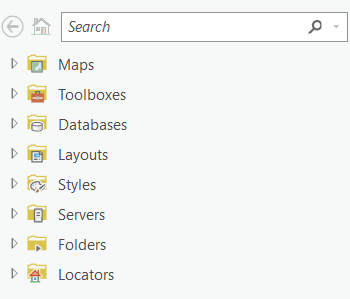 Search
Maps
Toolboxes
Databases
Layouts
Styles
Servers
Folders
Locators